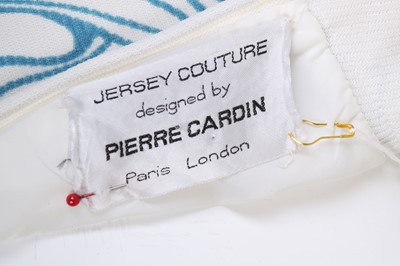 JERSEY COUTURE
designed by
PIERRE CARDIN
Paris London